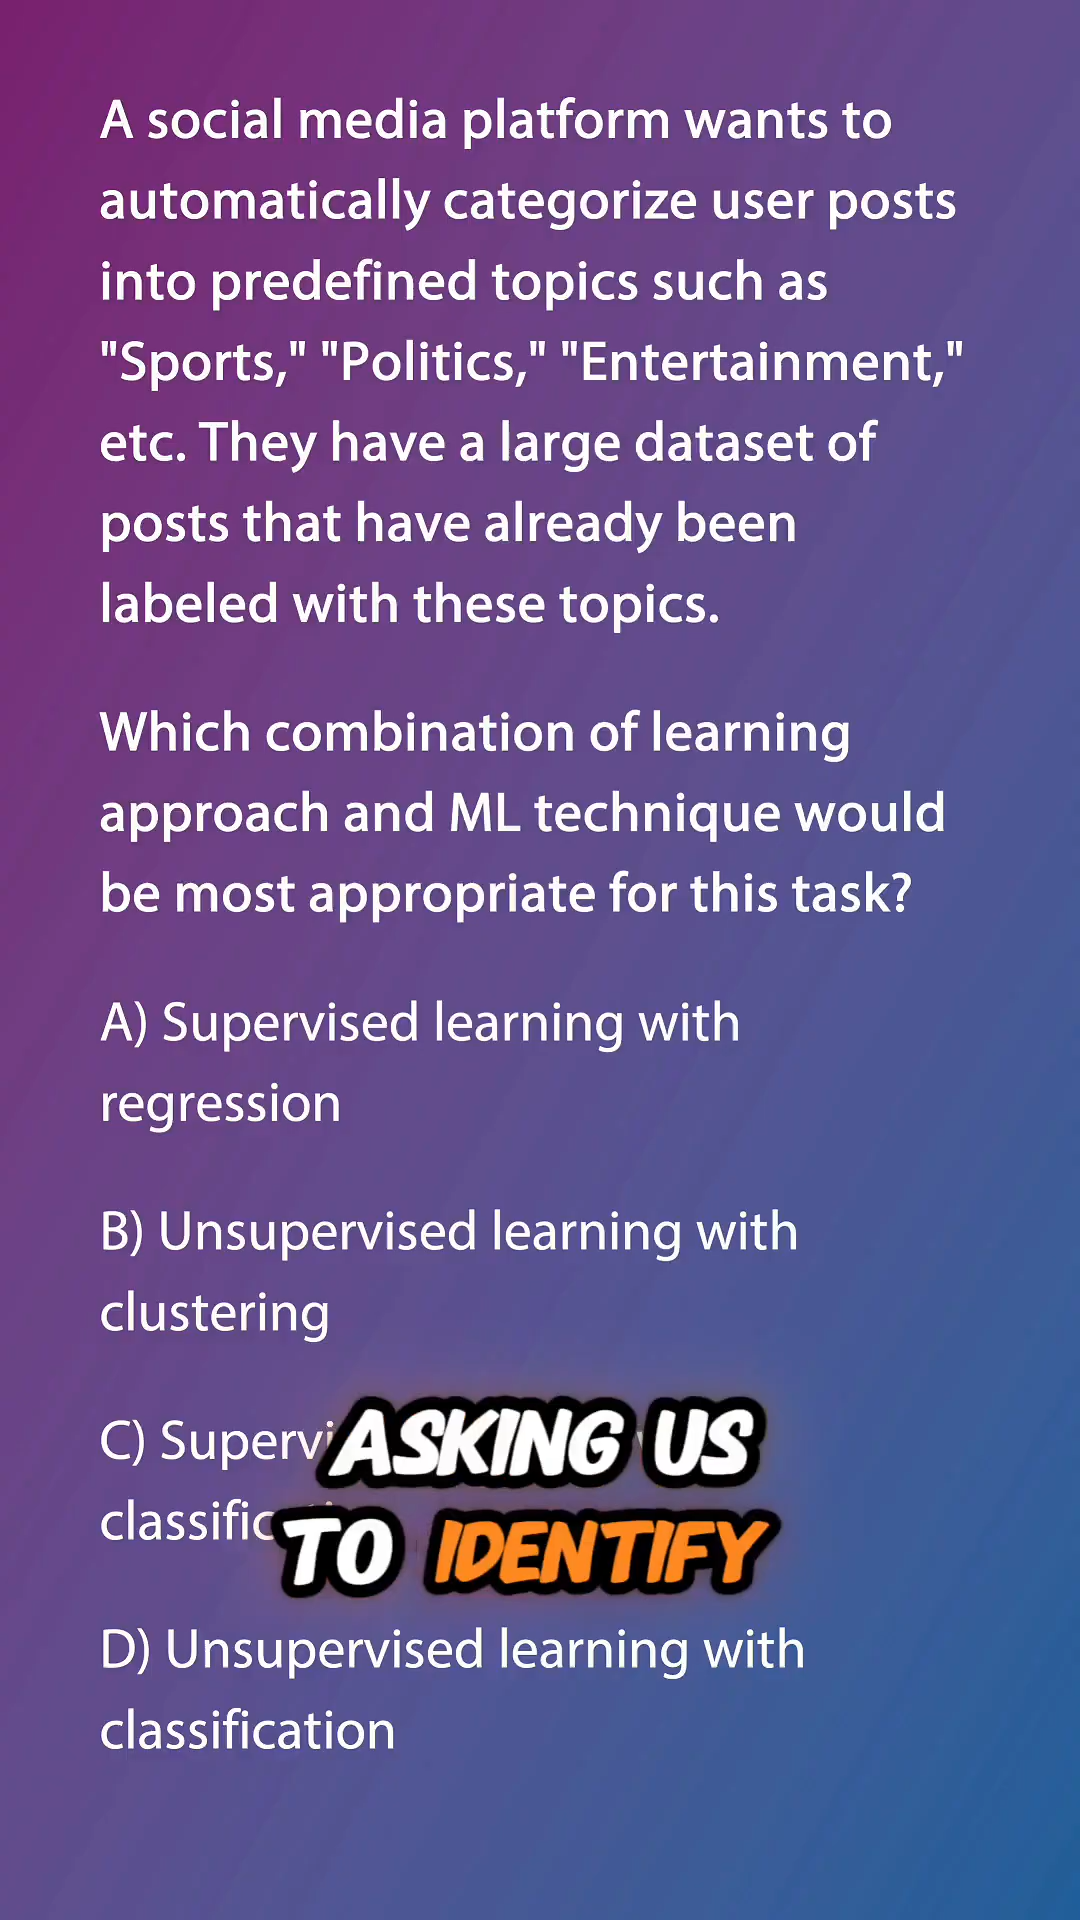 A social media platform wants to
automatically categorize user posts
into predefined topics such as
"Sports," "Politics," "Entertainment,"
etc. They have a large dataset of
posts that have already been
labeled with these topics.
Which combination of learning
approach and ML technique would
be most appropriate for this task?
A) Supervised learning with
regression
B) Unsupervised learning with
clustering
C)
ASKING US
TO IDENTIFY
D) Unsupervised learning with
classification